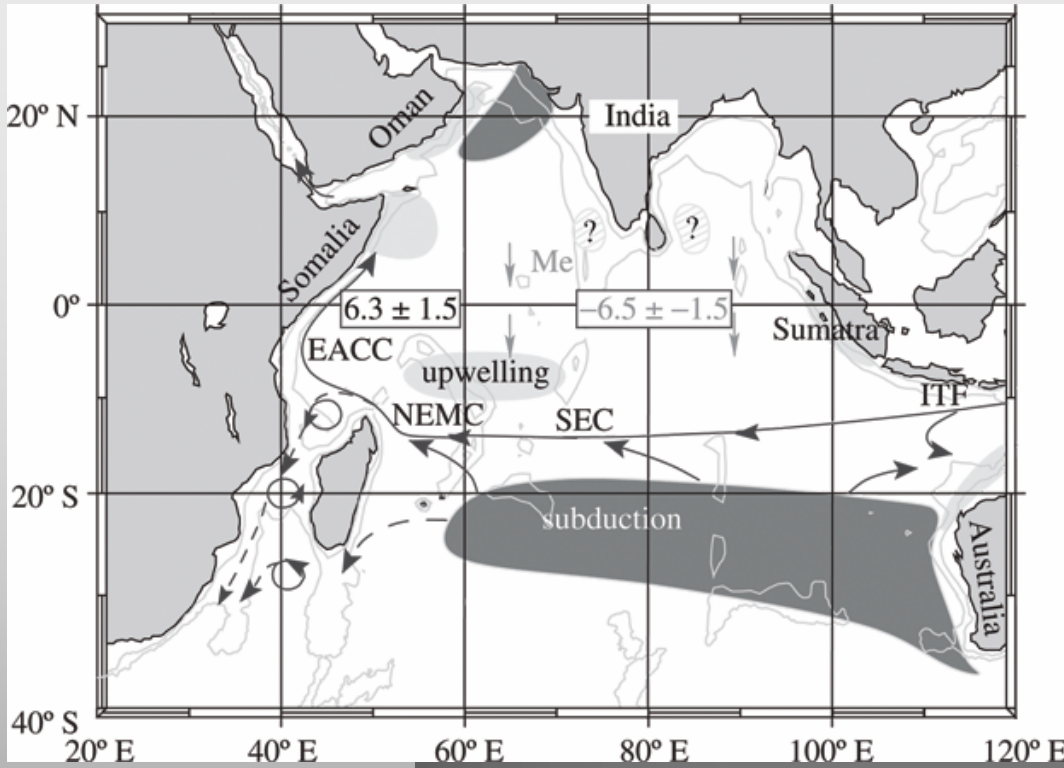 20º N
0º
20º S
40º S
20º E
40º E
60º E
80º E
100º E
120º E
Oman
India
Somalia
?
?
Me
6.3 ± 1.5
−6.5 ± −1.5
Sumatra
EACC
upwelling
ITF
NEMC
SEC
subduction
Australia